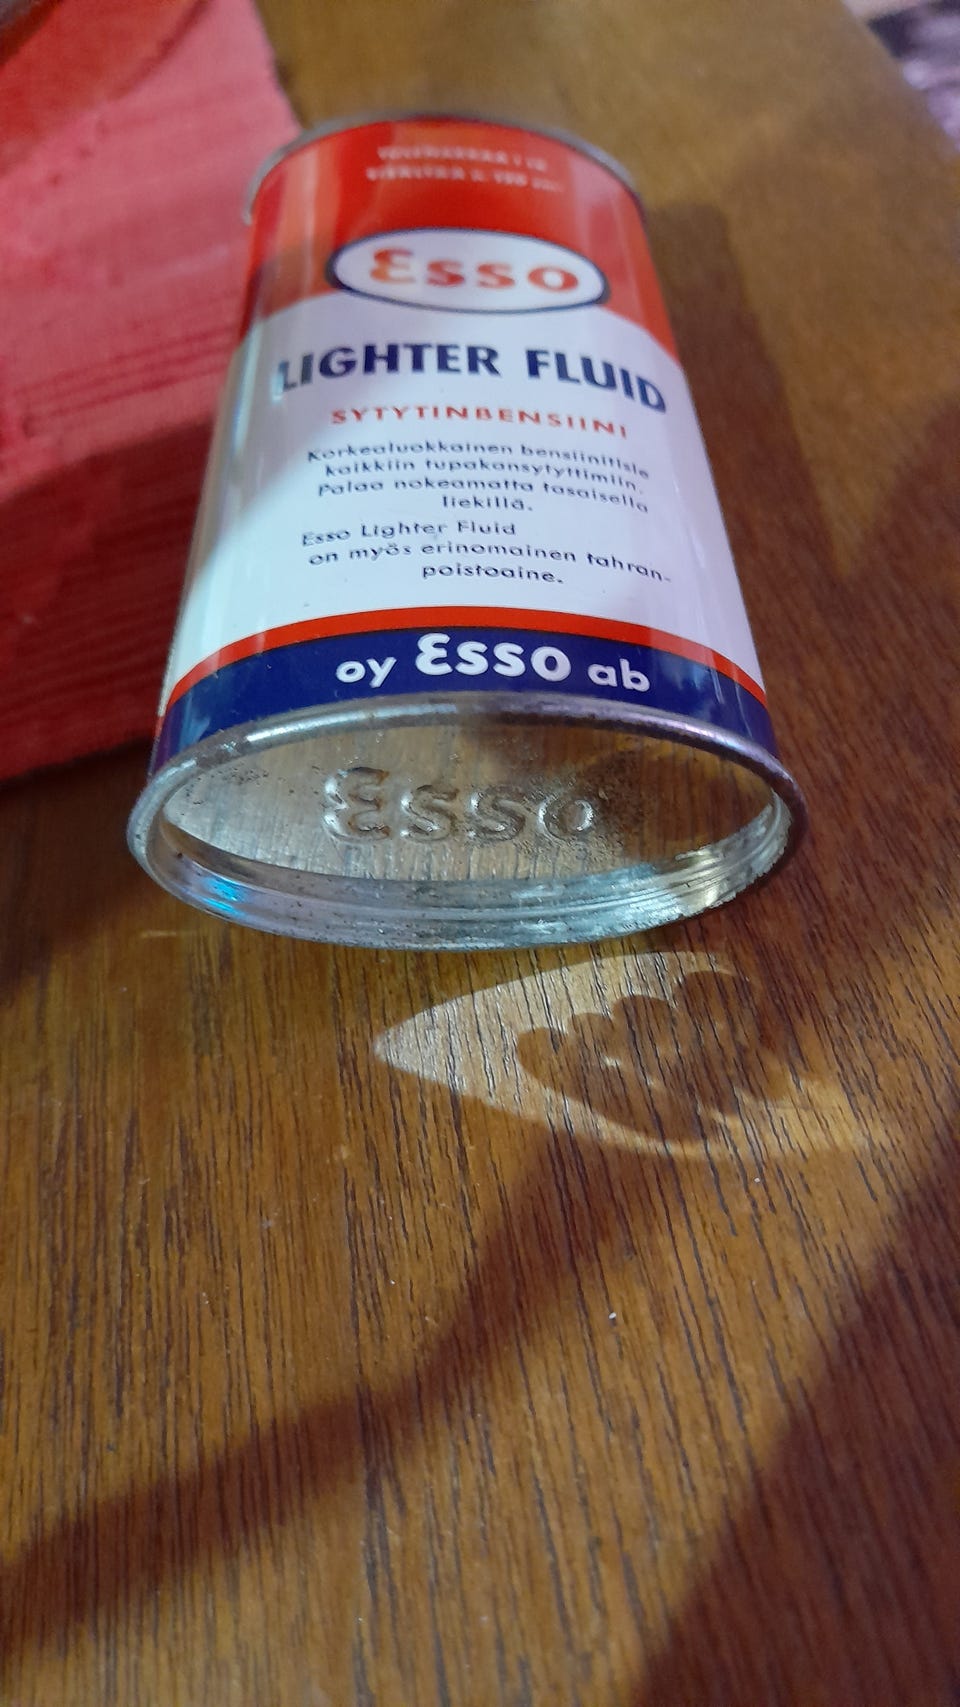 Esso
LIGHTER FLUID
SYTYTINBENSIINI
Korkealuokkainen bensiinitisle
kaikkiin tupakansytyttimiin.
Palaa nokeamatta tasaisella
liekillä.
Esso Lighter Fluid
on myös erinomainen tahran-
poistoaine.
oy Esso ab
Esso